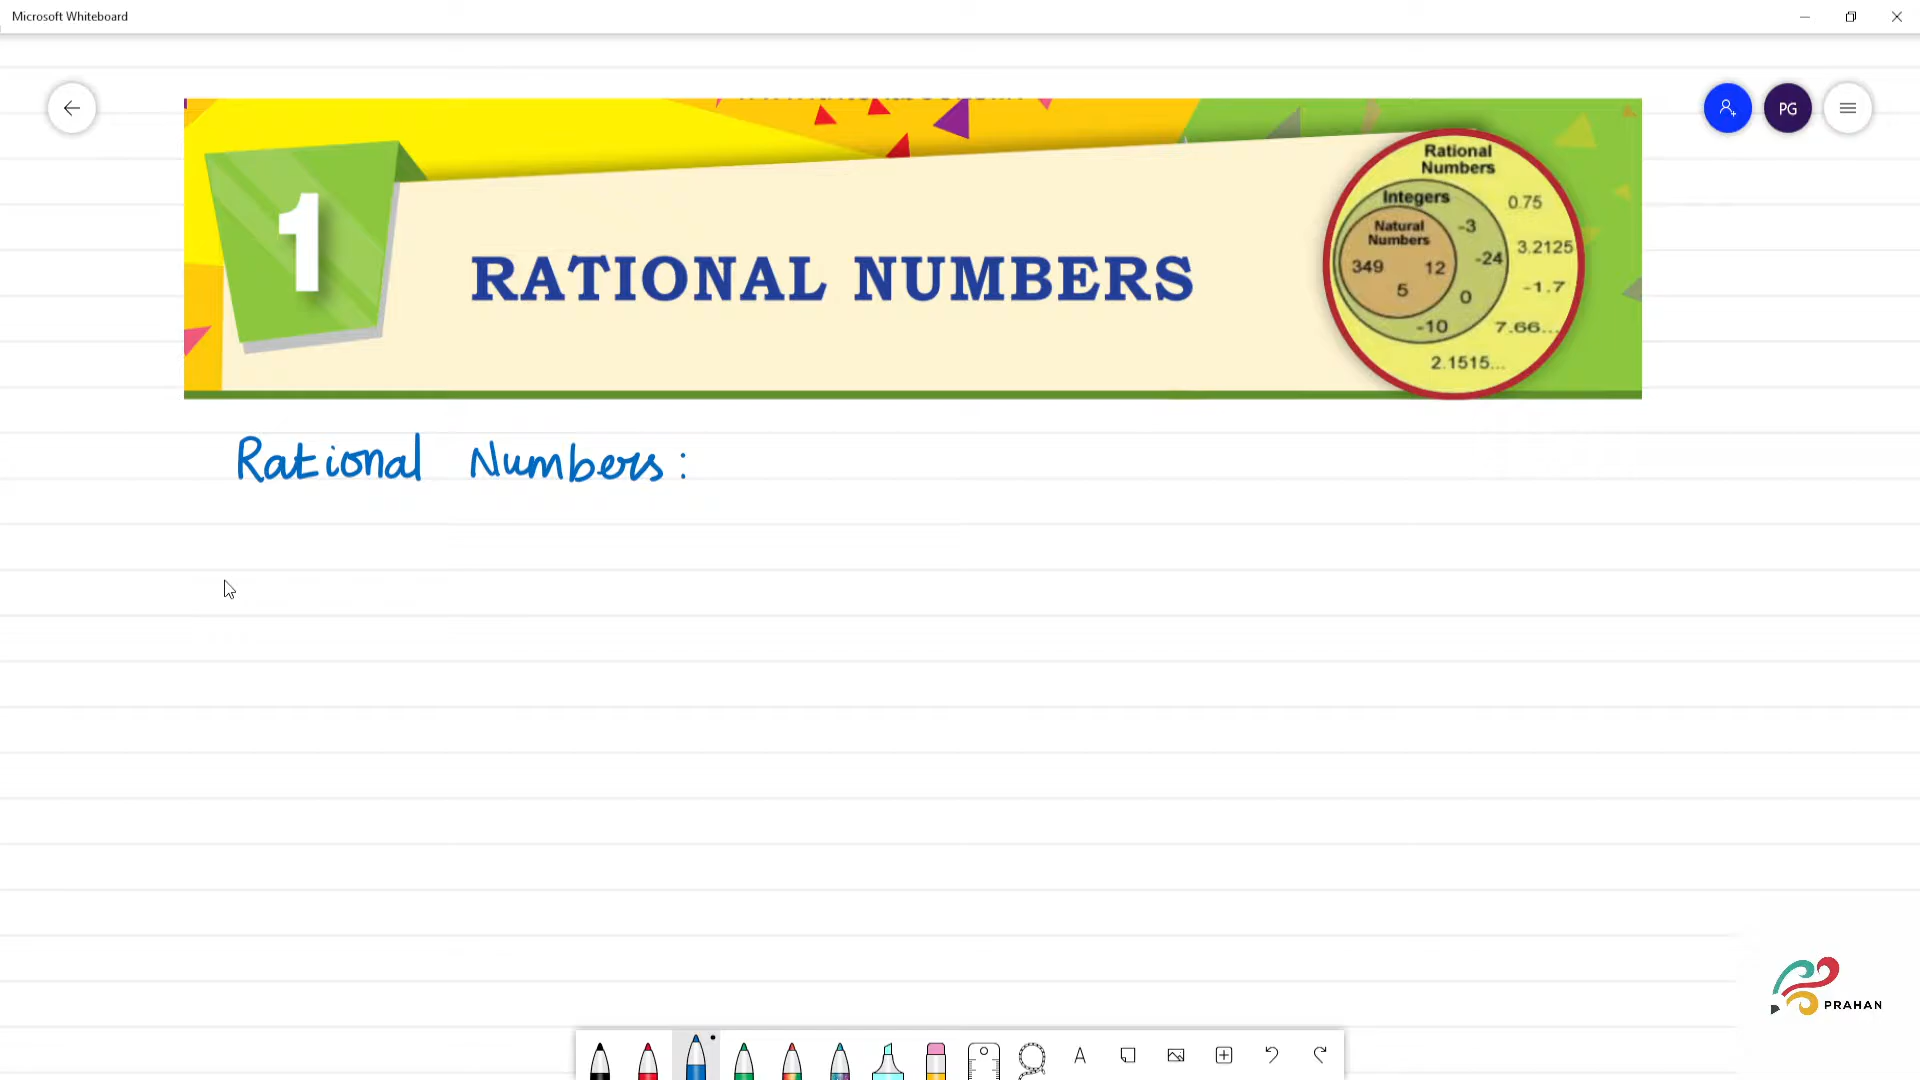 Microsoft Whiteboard
PG
1
RATIONAL NUMBERS
Rational
Numbers
Integers
0.75
Natural
Numbers
-3
3.2125
349
12
-24
5
0
-1.7
-10
7.66...
2.1515...
Rational Numbers:
PRAHAN
A